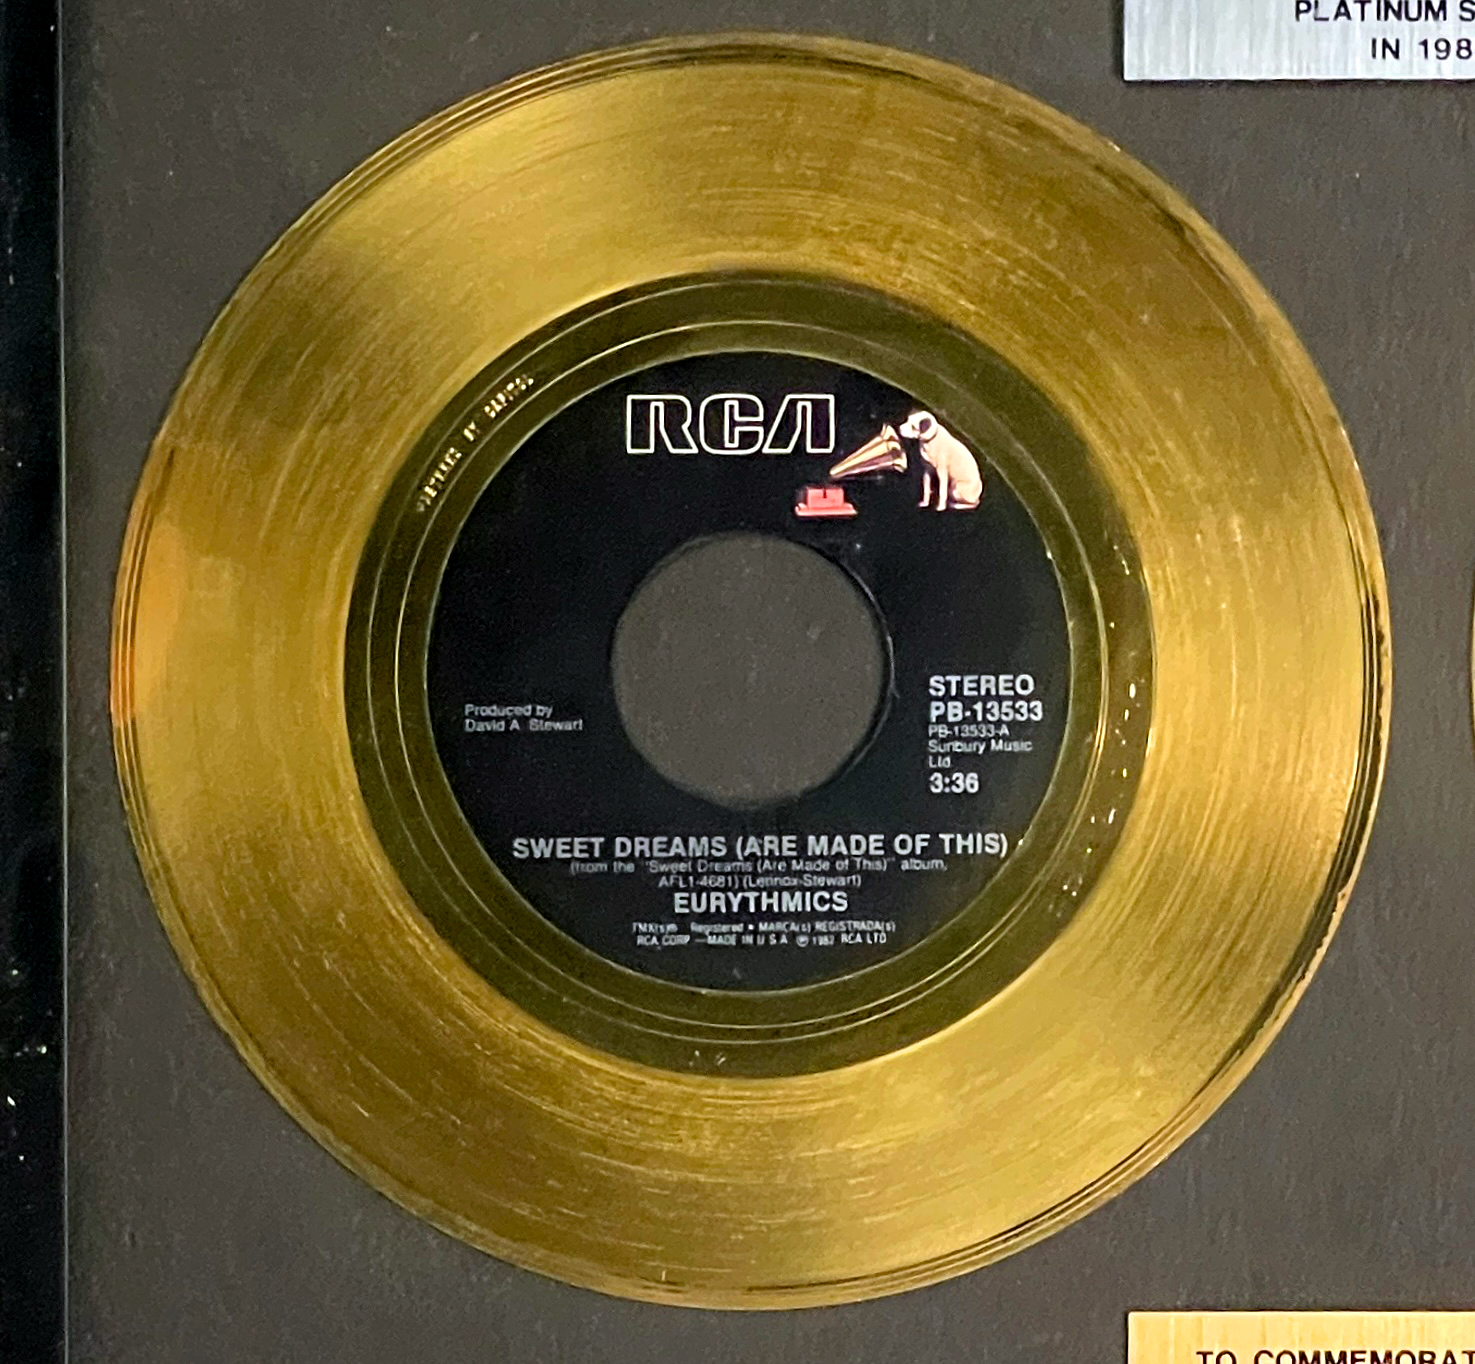 PLATINUM S
IN 198
RCA
STEREO
PB-13533
PB-13533-A
Sunbury Music
Ltd
3:36
Produced by
David A. Stewart
SWEET DREAMS (ARE MADE OF THIS)
(from the "Sweet Dreams (Are Made of This)" album,
AFL1-4681) (Lennox-Stewart)
EURYTHMICS
TMK(s)® Registered • MARCA(s) REGISTRADA(s)
RCA CORP —MADE IN U S A ℗ 1982 RCA LTD
TO COMMEMORAT